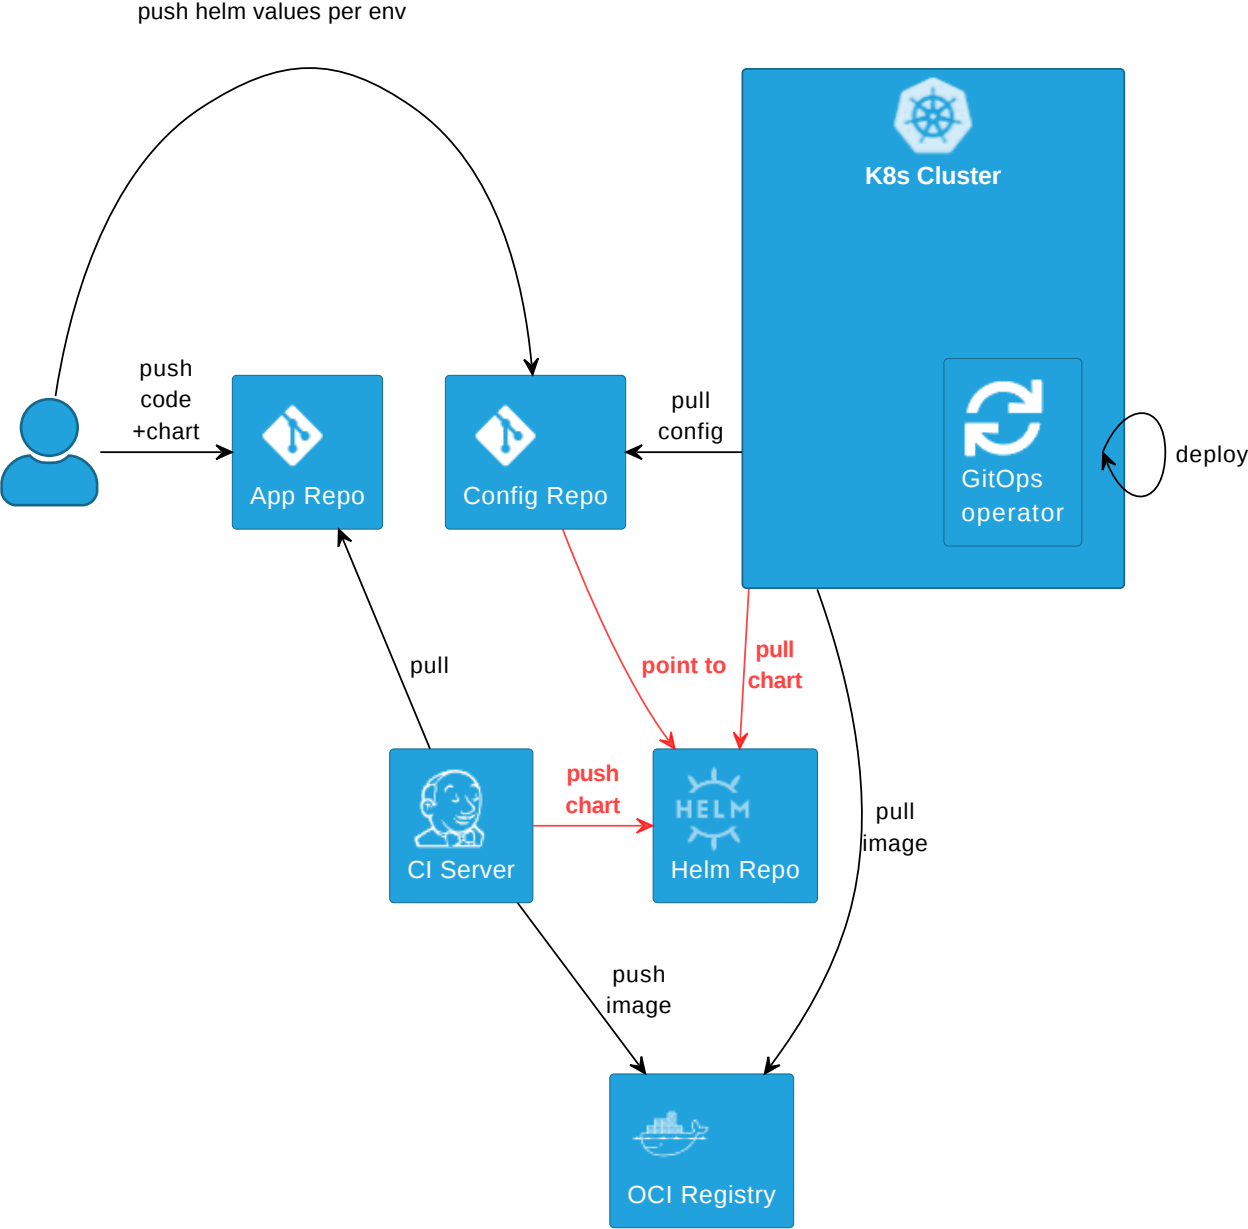 push helm values per env
K8s Cluster
push
code
+chart
App Repo
Config Repo
pull
config
GitOps
operator
deploy
pull
point to
pull
chart
push
chart
CI Server
HELM
Helm Repo
pull
image
push
image
OCI Registry